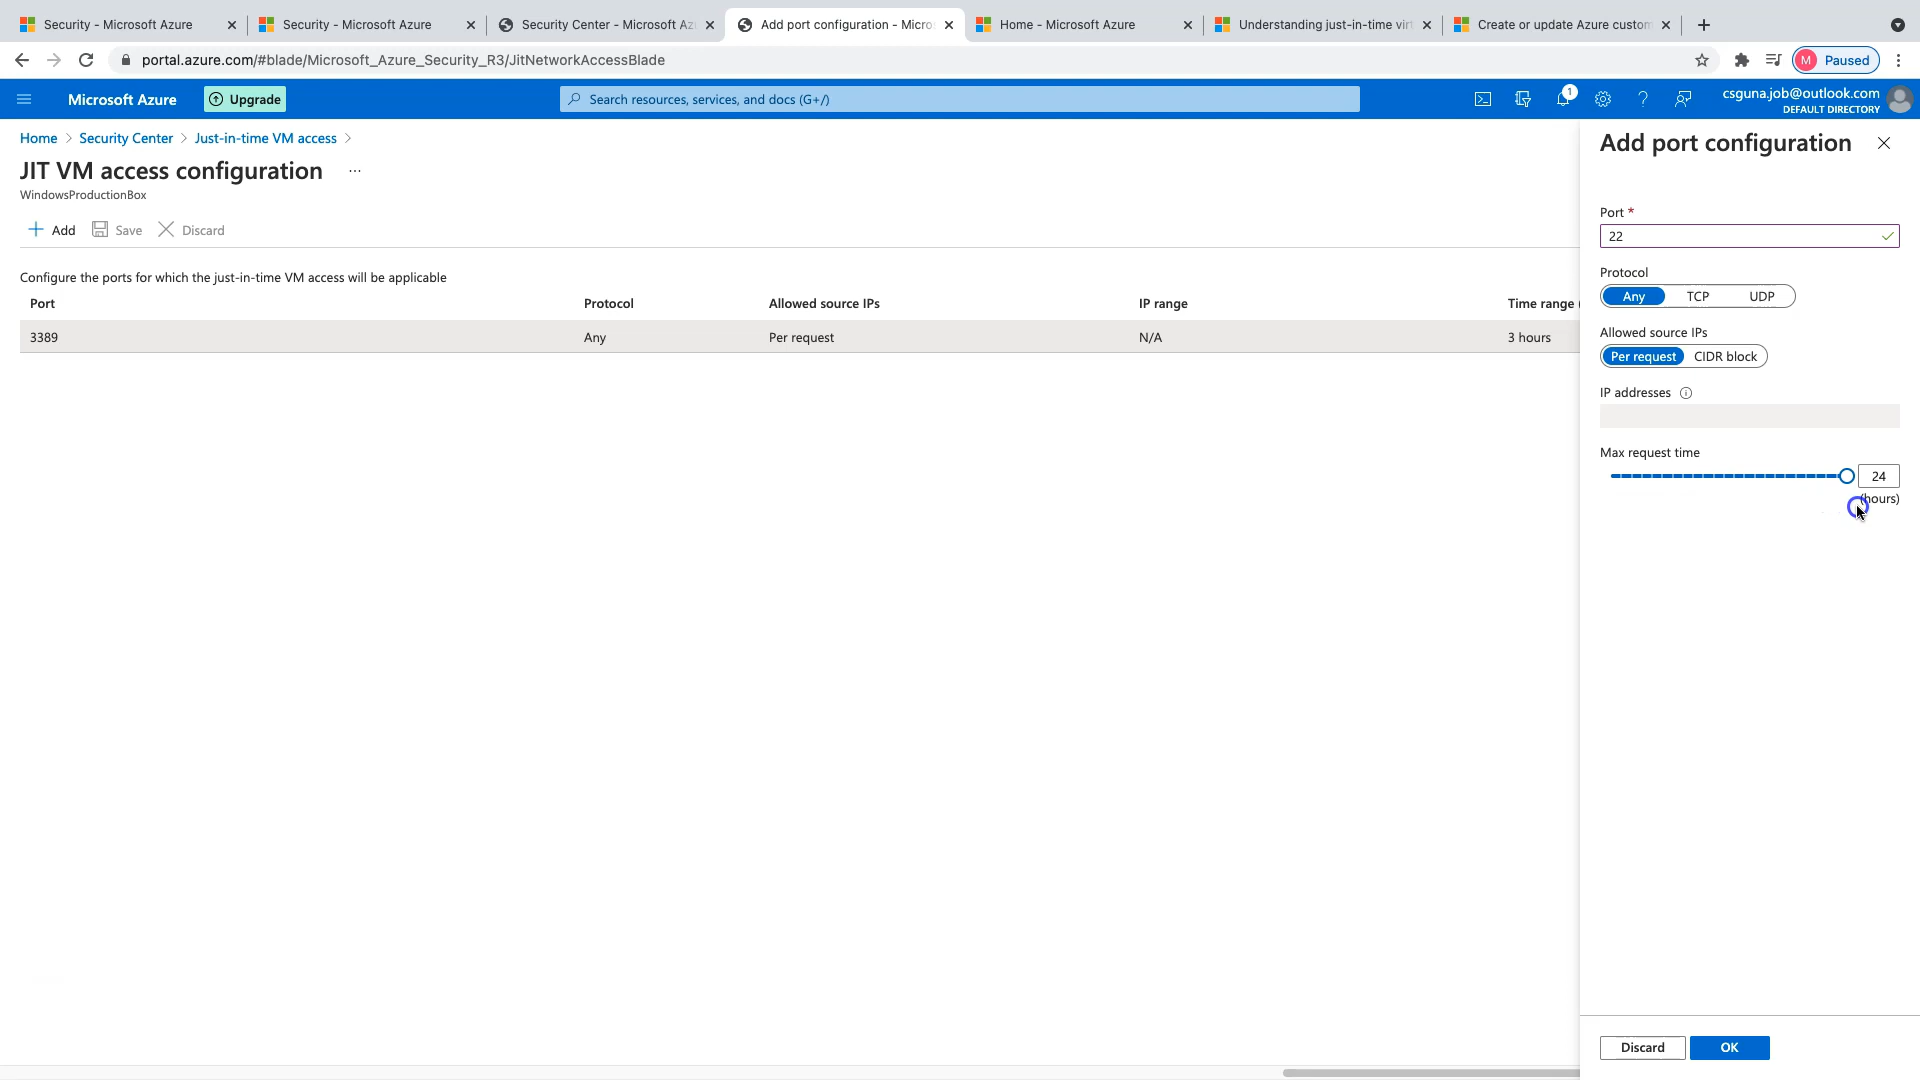 Security - Microsoft Azure
Security - Microsoft Azure
Security Center - Microsoft Az
Add port configuration - Micro
Home - Microsoft Azure
Understanding just-in-time virt
Create or update Azure custom
portal.azure.com/#blade/Microsoft_Azure_Security_R3/JitNetworkAccessBlade
M Paused
Microsoft Azure
Upgrade
Search resources, services, and docs (G+/)
1
csguna.job@outlook.com
DEFAULT DIRECTORY
Home > Security Center > Just-in-time VM access >
JIT VM access configuration ...
WindowsProductionBox
Add Save Discard
Configure the ports for which the just-in-time VM access will be applicable
Port Protocol Allowed source IPs IP range Time range (
3389 Any Per request N/A 3 hours
Add port configuration
Port *
22
Protocol
Any TCP UDP
Allowed source IPs
Per request CIDR block
IP addresses
Max request time
24
(hours)
Discard OK